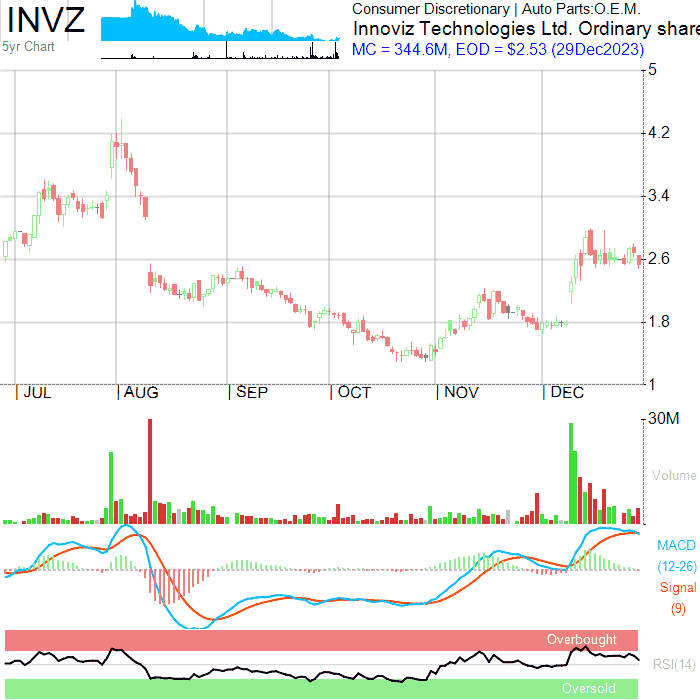 INVZ
5yr Chart
Consumer Discretionary | Auto Parts:O.E.M.
Innoviz Technologies Ltd. Ordinary share
MC = 344.6M, EOD = $2.53 (29Dec2023)
5
4.2
3.4
2.6
1.8
1
JUL AUG SEP OCT NOV DEC
30M
Volume
MACD
(12-26)
Signal
(9)
Overbought
RSI(14)
Oversold